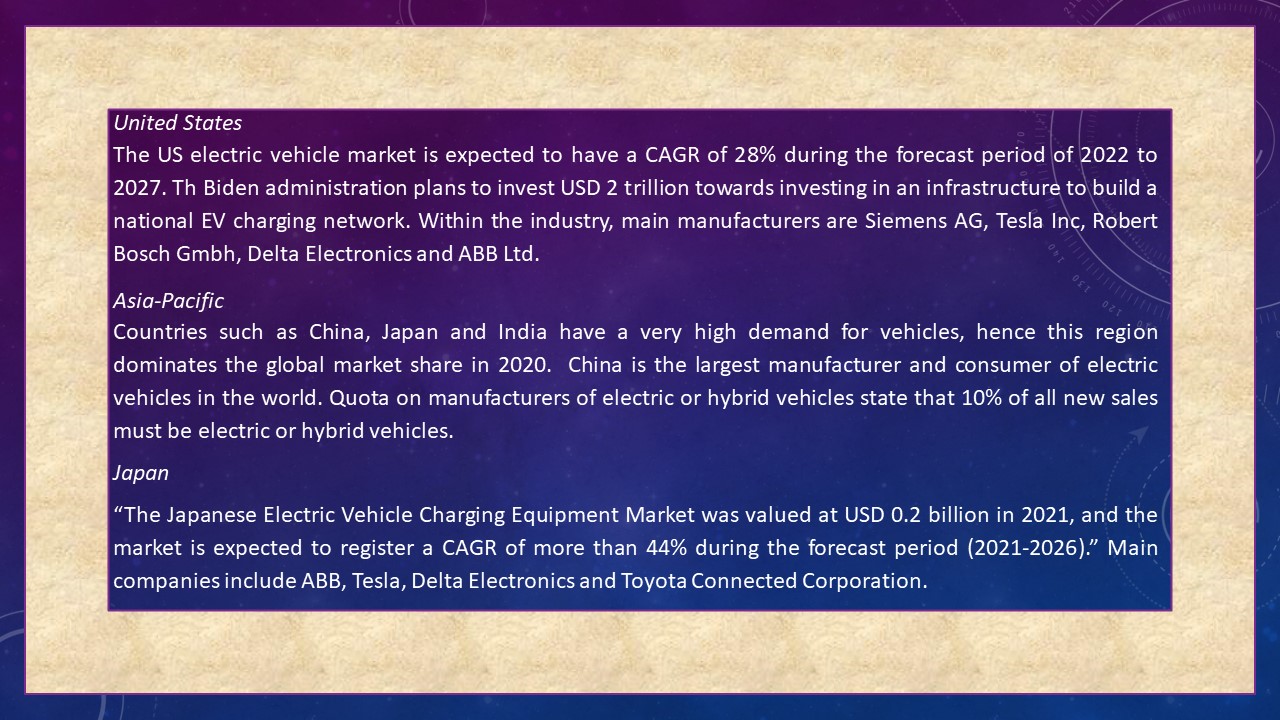 United States
The US electric vehicle market is expected to have a CAGR of 28% during the forecast period of 2022 to
2027. Th Biden administration plans to invest USD 2 trillion towards investing in an infrastructure to build a
national EV charging network. Within the industry, main manufacturers are Siemens AG, Tesla Inc, Robert
Bosch Gmbh, Delta Electronics and ABB Ltd.
Asia-Pacific
Countries such as China, Japan and India have a very high demand for vehicles, hence this region
dominates the global market share in 2020.  China is the largest manufacturer and consumer of electric
vehicles in the world. Quota on manufacturers of electric or hybrid vehicles state that 10% of all new sales
must be electric or hybrid vehicles.
Japan
“The Japanese Electric Vehicle Charging Equipment Market was valued at USD 0.2 billion in 2021, and the
market is expected to register a CAGR of more than 44% during the forecast period (2021-2026).” Main
companies include ABB, Tesla, Delta Electronics and Toyota Connected Corporation.